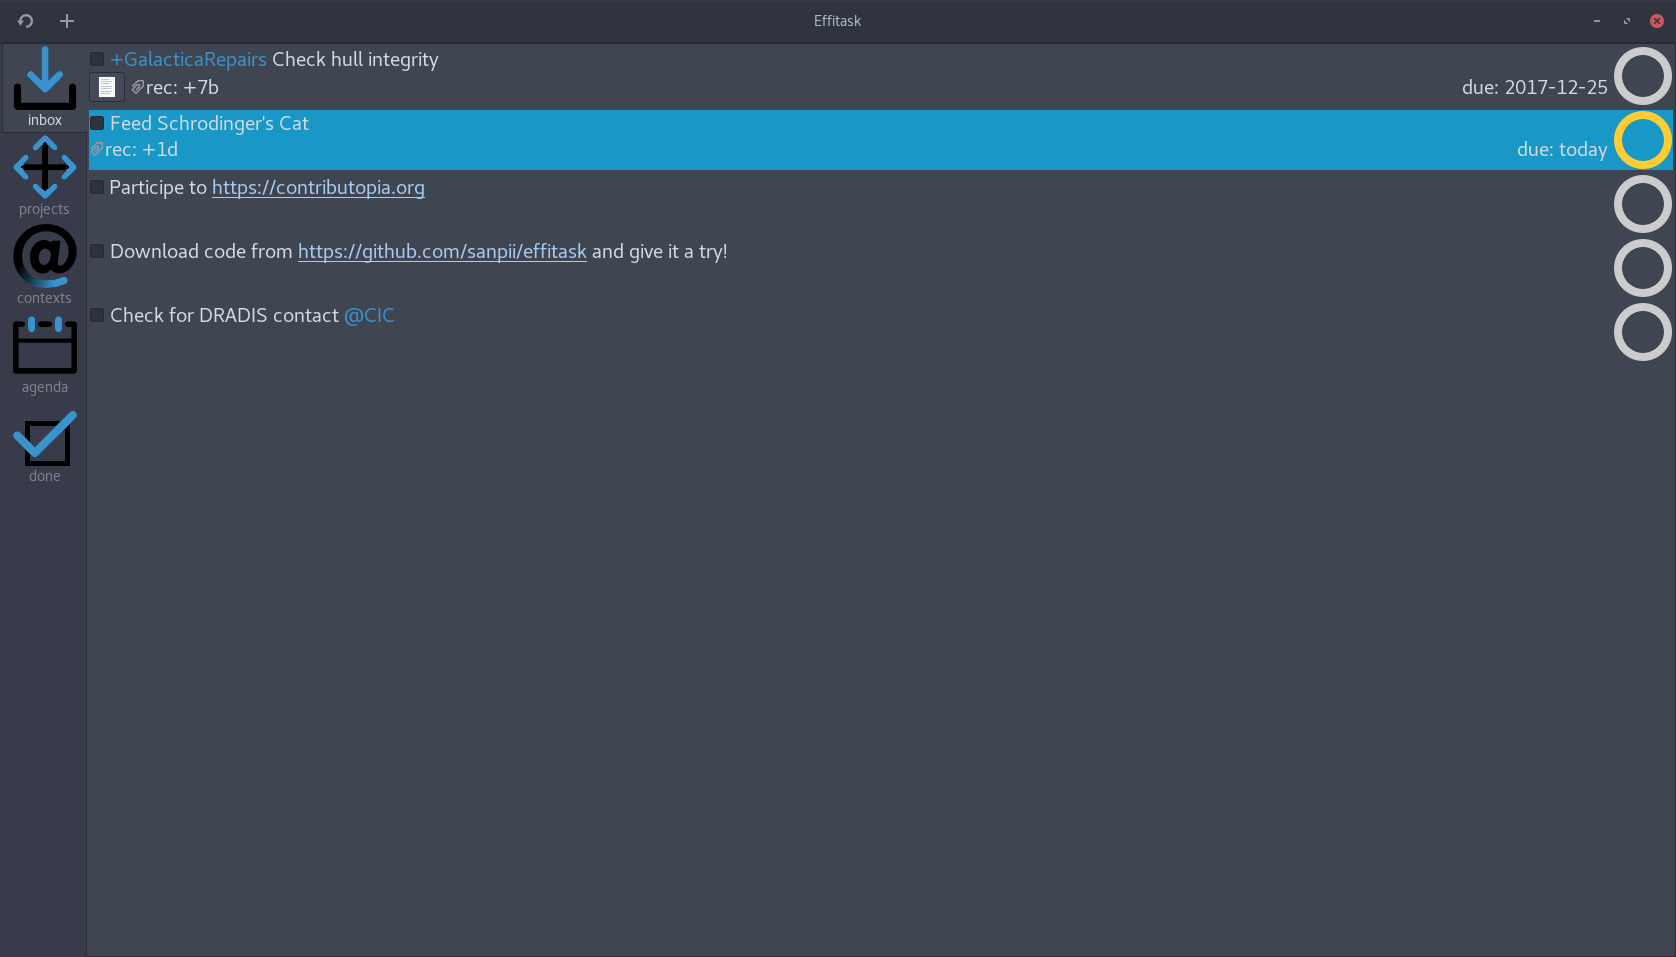 Effitask
inbox
projects
contexts
agenda
done
+GalacticaRepairs Check hull integrity
rec: +7b
due: 2017-12-25
Feed Schrodinger's Cat
rec: +1d
due: today
Participe to https://contributopia.org
Download code from https://github.com/sanpii/effitask and give it a try!
Check for DRADIS contact @CIC